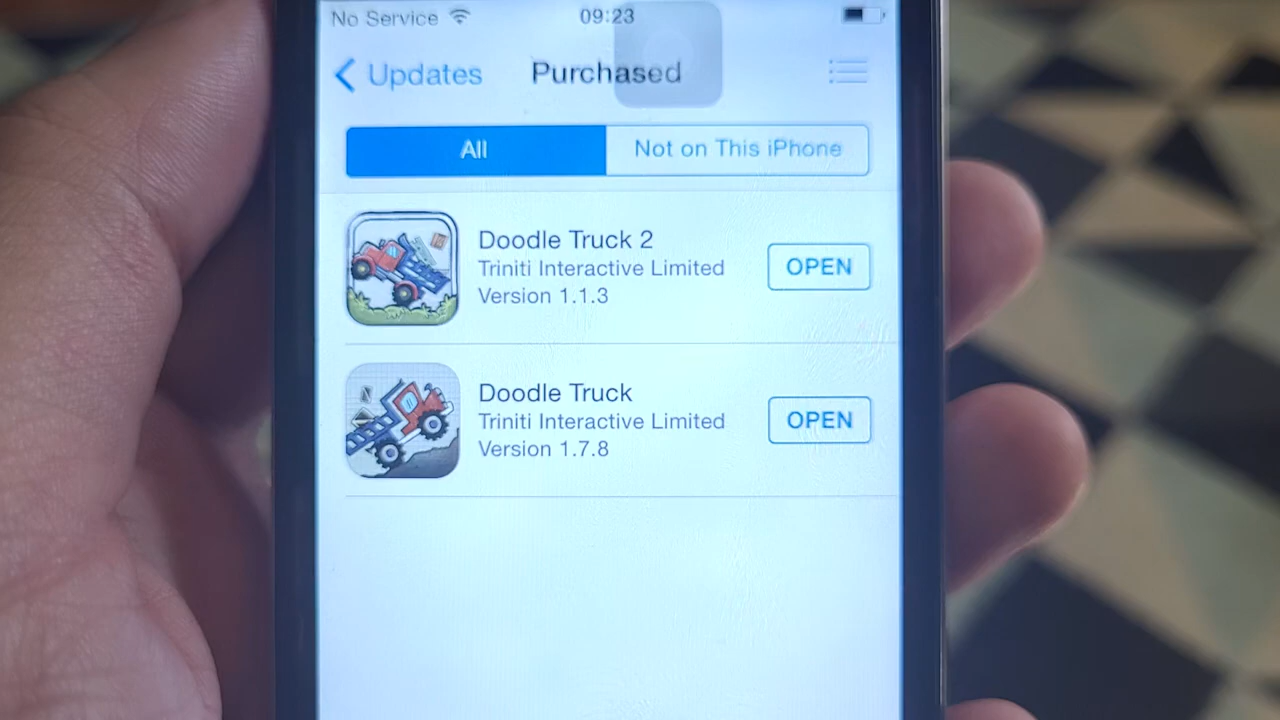 No Service 09:23
Updates Purchased
All Not on This iPhone
Doodle Truck 2
Triniti Interactive Limited OPEN
Version 1.1.3
Doodle Truck
Triniti Interactive Limited OPEN
Version 1.7.8